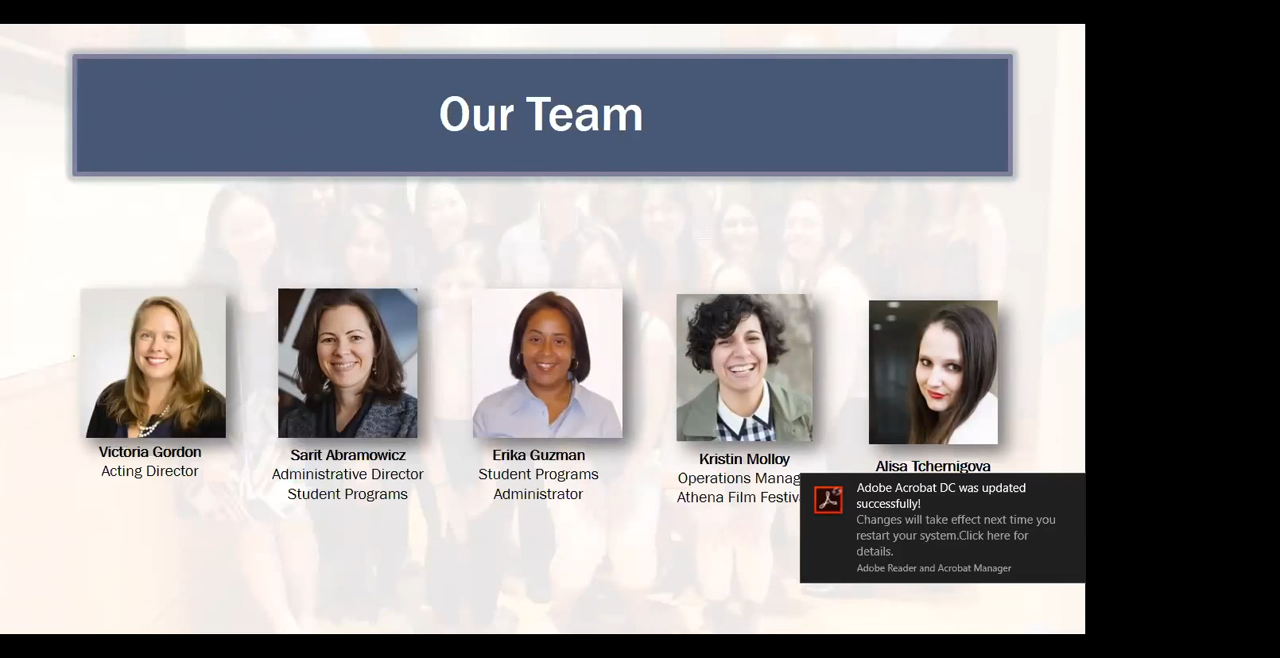 Our Team
Victoria Gordon
Acting Director
Sarit Abramowicz
Administrative Director
Student Programs
Erika Guzman
Student Programs
Administrator
Kristin Molloy
Operations Manag
Athena Film Festiv
Alisa Tchernigova
Adobe Acrobat DC was updated
successfully!
Changes will take effect next time you
restart your system.Click here for
details.
Adobe Reader and Acrobat Manager